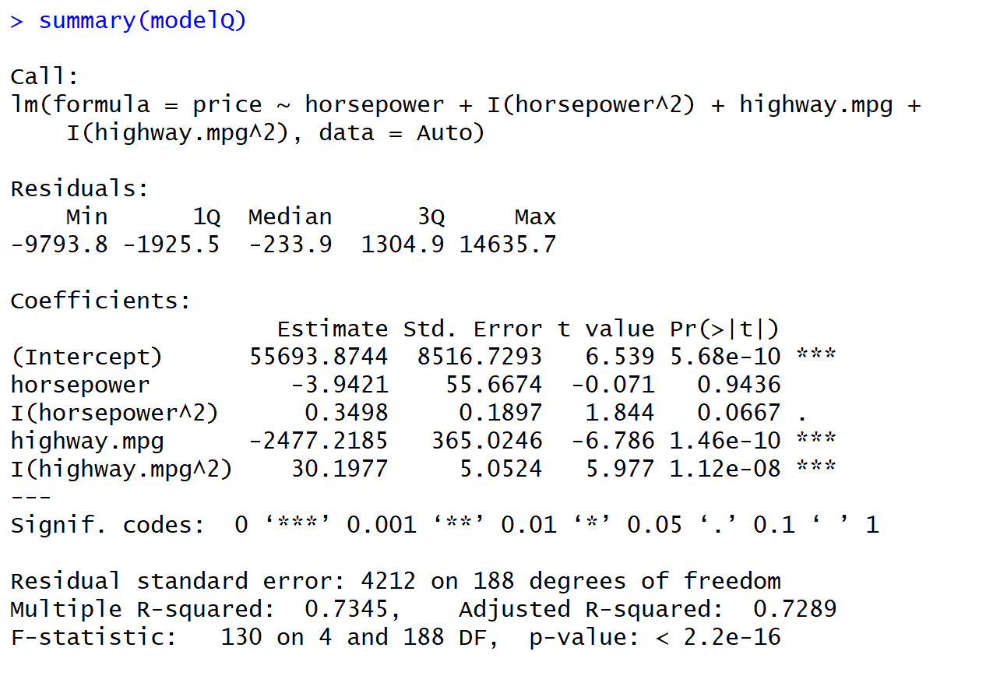 > summary(modelQ)
Call:
lm(formula = price ~ horsepower + I(horsepower^2) + highway.mpg +
    I(highway.mpg^2), data = Auto)
Residuals:
    Min      1Q  Median      3Q     Max
-9793.8 -1925.5  -233.9  1304.9 14635.7
Coefficients:
                   Estimate Std. Error t value Pr(>|t|)
(Intercept)      55693.8744  8516.7293   6.539 5.68e-10 ***
horsepower          -3.9421    55.6674  -0.071   0.9436
I(horsepower^2)      0.3498     0.1897   1.844   0.0667 .
highway.mpg      -2477.2185   365.0246  -6.786 1.46e-10 ***
I(highway.mpg^2)    30.1977     5.0524   5.977 1.12e-08 ***
---
Signif. codes:  0 ‘***’ 0.001 ‘**’ 0.01 ‘*’ 0.05 ‘.’ 0.1 ‘ ’ 1
Residual standard error: 4212 on 188 degrees of freedom
Multiple R-squared:  0.7345,    Adjusted R-squared:  0.7289
F-statistic:   130 on 4 and 188 DF,  p-value: < 2.2e-16